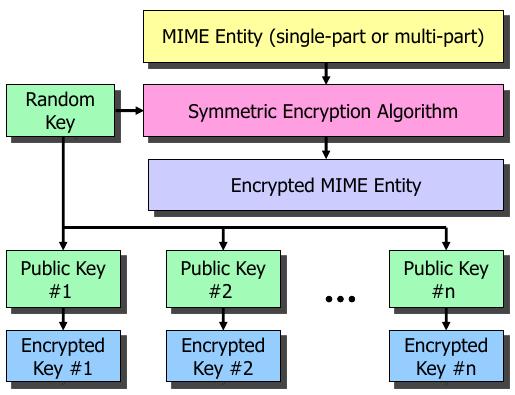 MIME Entity (single-part or multi-part)
Random
Key
Symmetric Encryption Algorithm
Encrypted MIME Entity
Public Key
#1
Public Key
#2
•••
Public Key
#n
Encrypted
Key #1
Encrypted
Key #2
Encrypted
Key #n